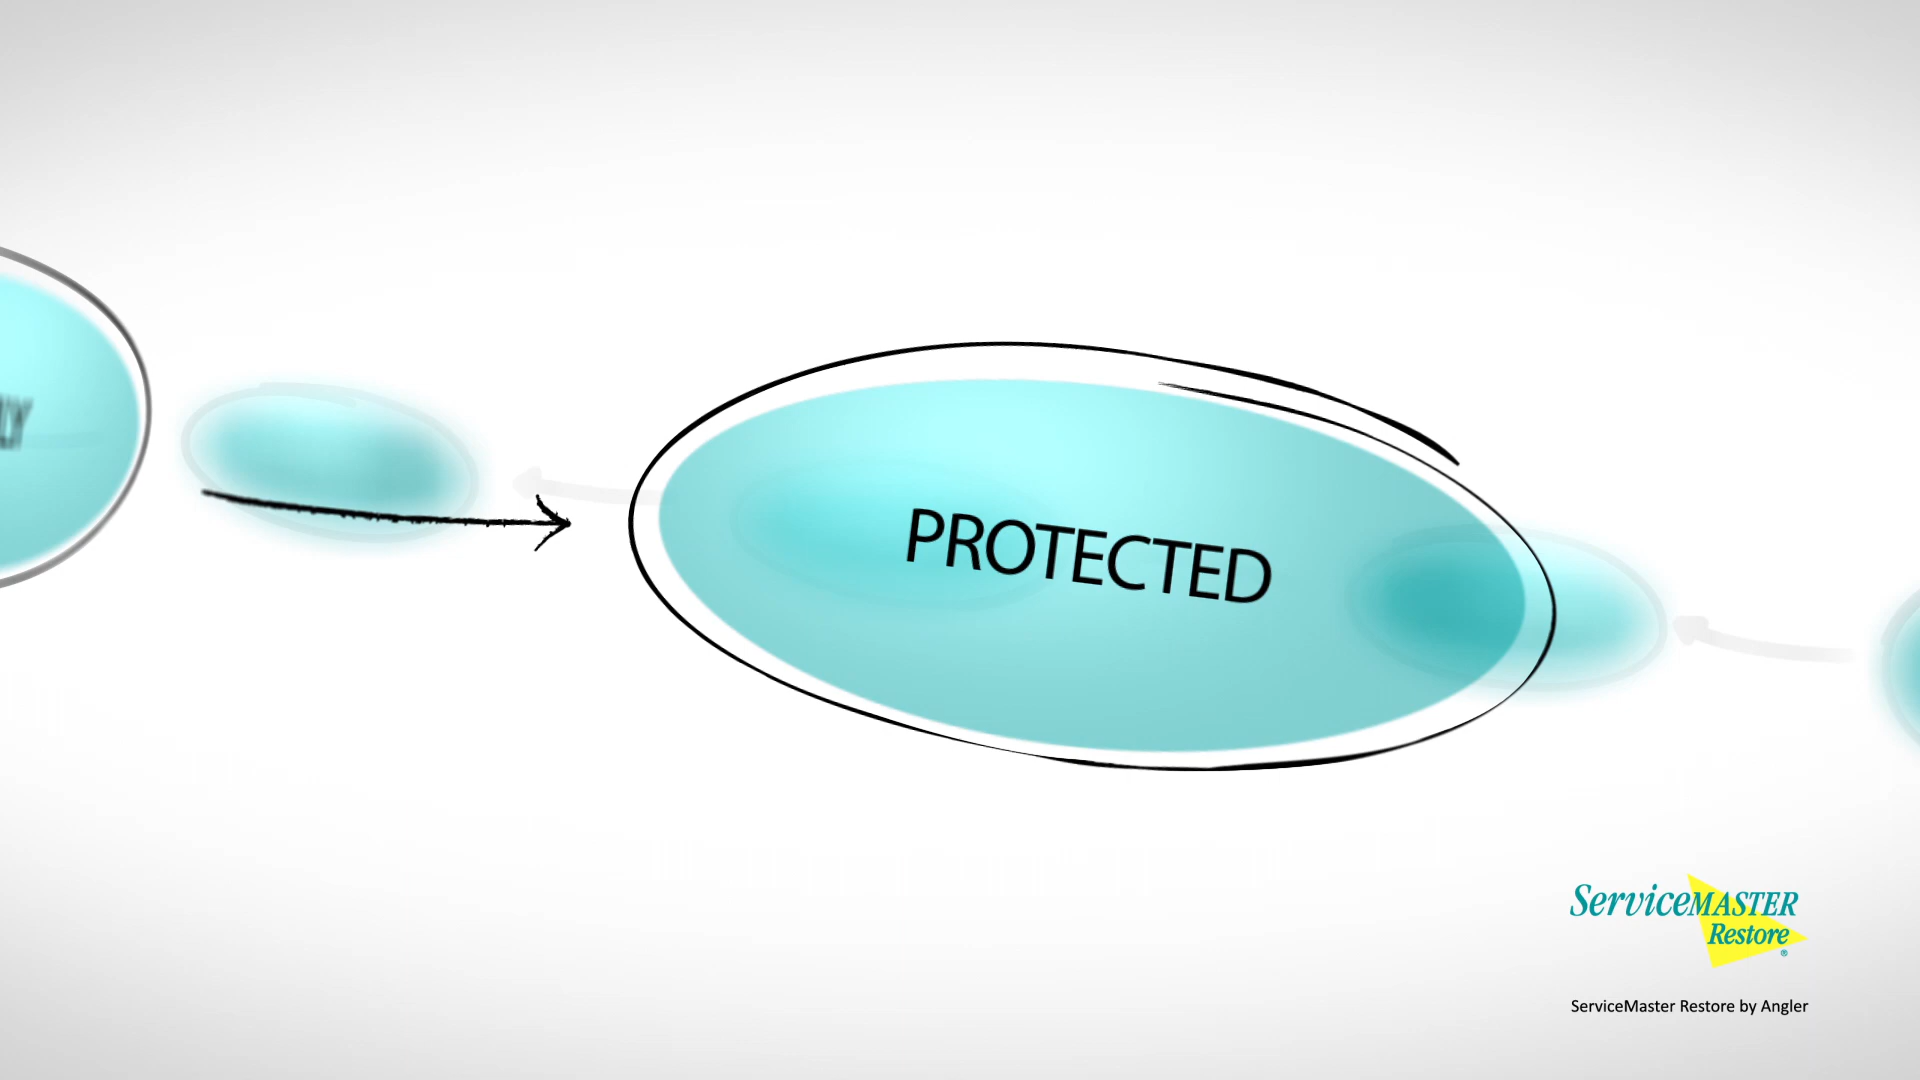 PROTECTED
ServiceMASTER
Restore
®
ServiceMaster Restore by Angler